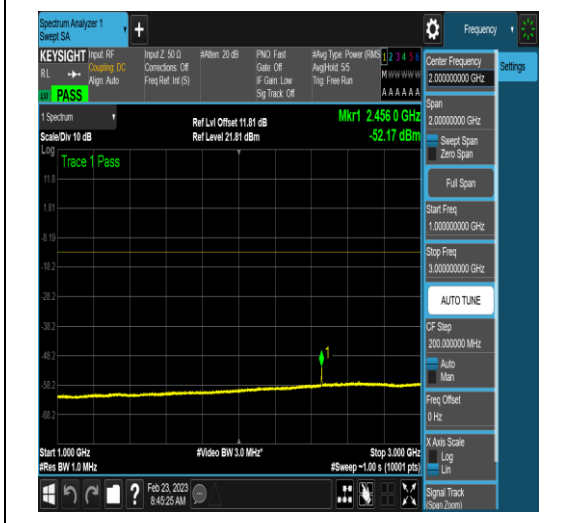 Spectrum Analyzer 1
Swept SA
+
Frequency
KEYSIGHT
RL
PASS
Input: RF
Coupling: DC
Align: Auto
Input Z: 50 Ω
Corrections: Off
Freq Ref: Int (S)
#Atten: 20 dB
PNO: Fast
Gate: Off
IF Gain: Low
Sig Track: Off
#Avg Type: Power (RMS
Avg|Hold: 5/5
Trig: Free Run
1 2 3 4 5 6
M W W W W W
A A A A A A
1 Spectrum
Scale/Div 10 dB
Ref Lvl Offset 11.81 dB
Ref Level 21.81 dBm
Mkr1 2.456 0 GHz
-52.17 dBm
Log
Trace 1 Pass
11.8
1.81
-8.19
-18.2
-28.2
-38.2
-48.2
-58.2
-68.2
1
Start 1.000 GHz
#Res BW 1.0 MHz
#Video BW 3.0 MHz*
Stop 3.000 GHz
#Sweep ~1.00 s (10001 pts)
?
Feb 23, 2023
8:45:25 AM
Center Frequency
2.000000000 GHz
Settings
Span
2.00000000 GHz
Swept Span
Zero Span
Full Span
Start Freq
1.000000000 GHz
Stop Freq
3.000000000 GHz
AUTO TUNE
CF Step
200.000000 MHz
Auto
Man
Freq Offset
0 Hz
X Axis Scale
Log
Lin
Signal Track
(Span Zoom)